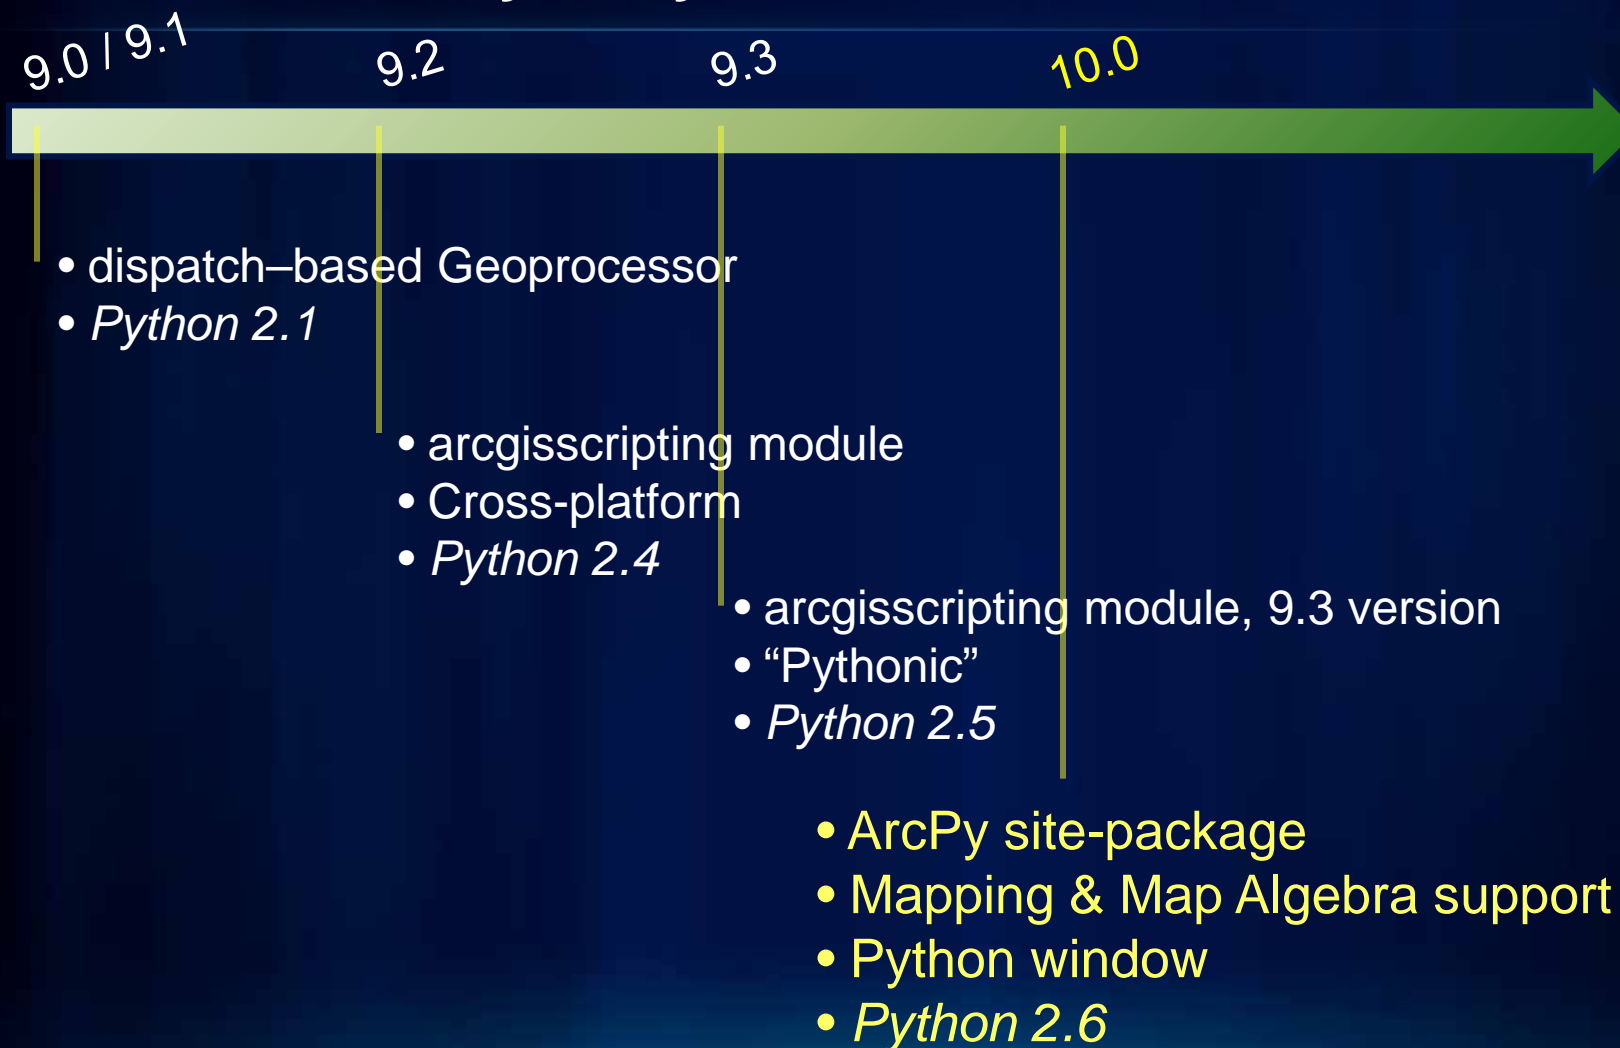 9.0 / 9.1
9.2
9.3
10.0
• dispatch–based Geoprocessor
• Python 2.1
• arcgisscripting module
• Cross-platform
• Python 2.4
• arcgisscripting module, 9.3 version
• “Pythonic”
• Python 2.5
• ArcPy site-package
• Mapping & Map Algebra support
• Python window
• Python 2.6